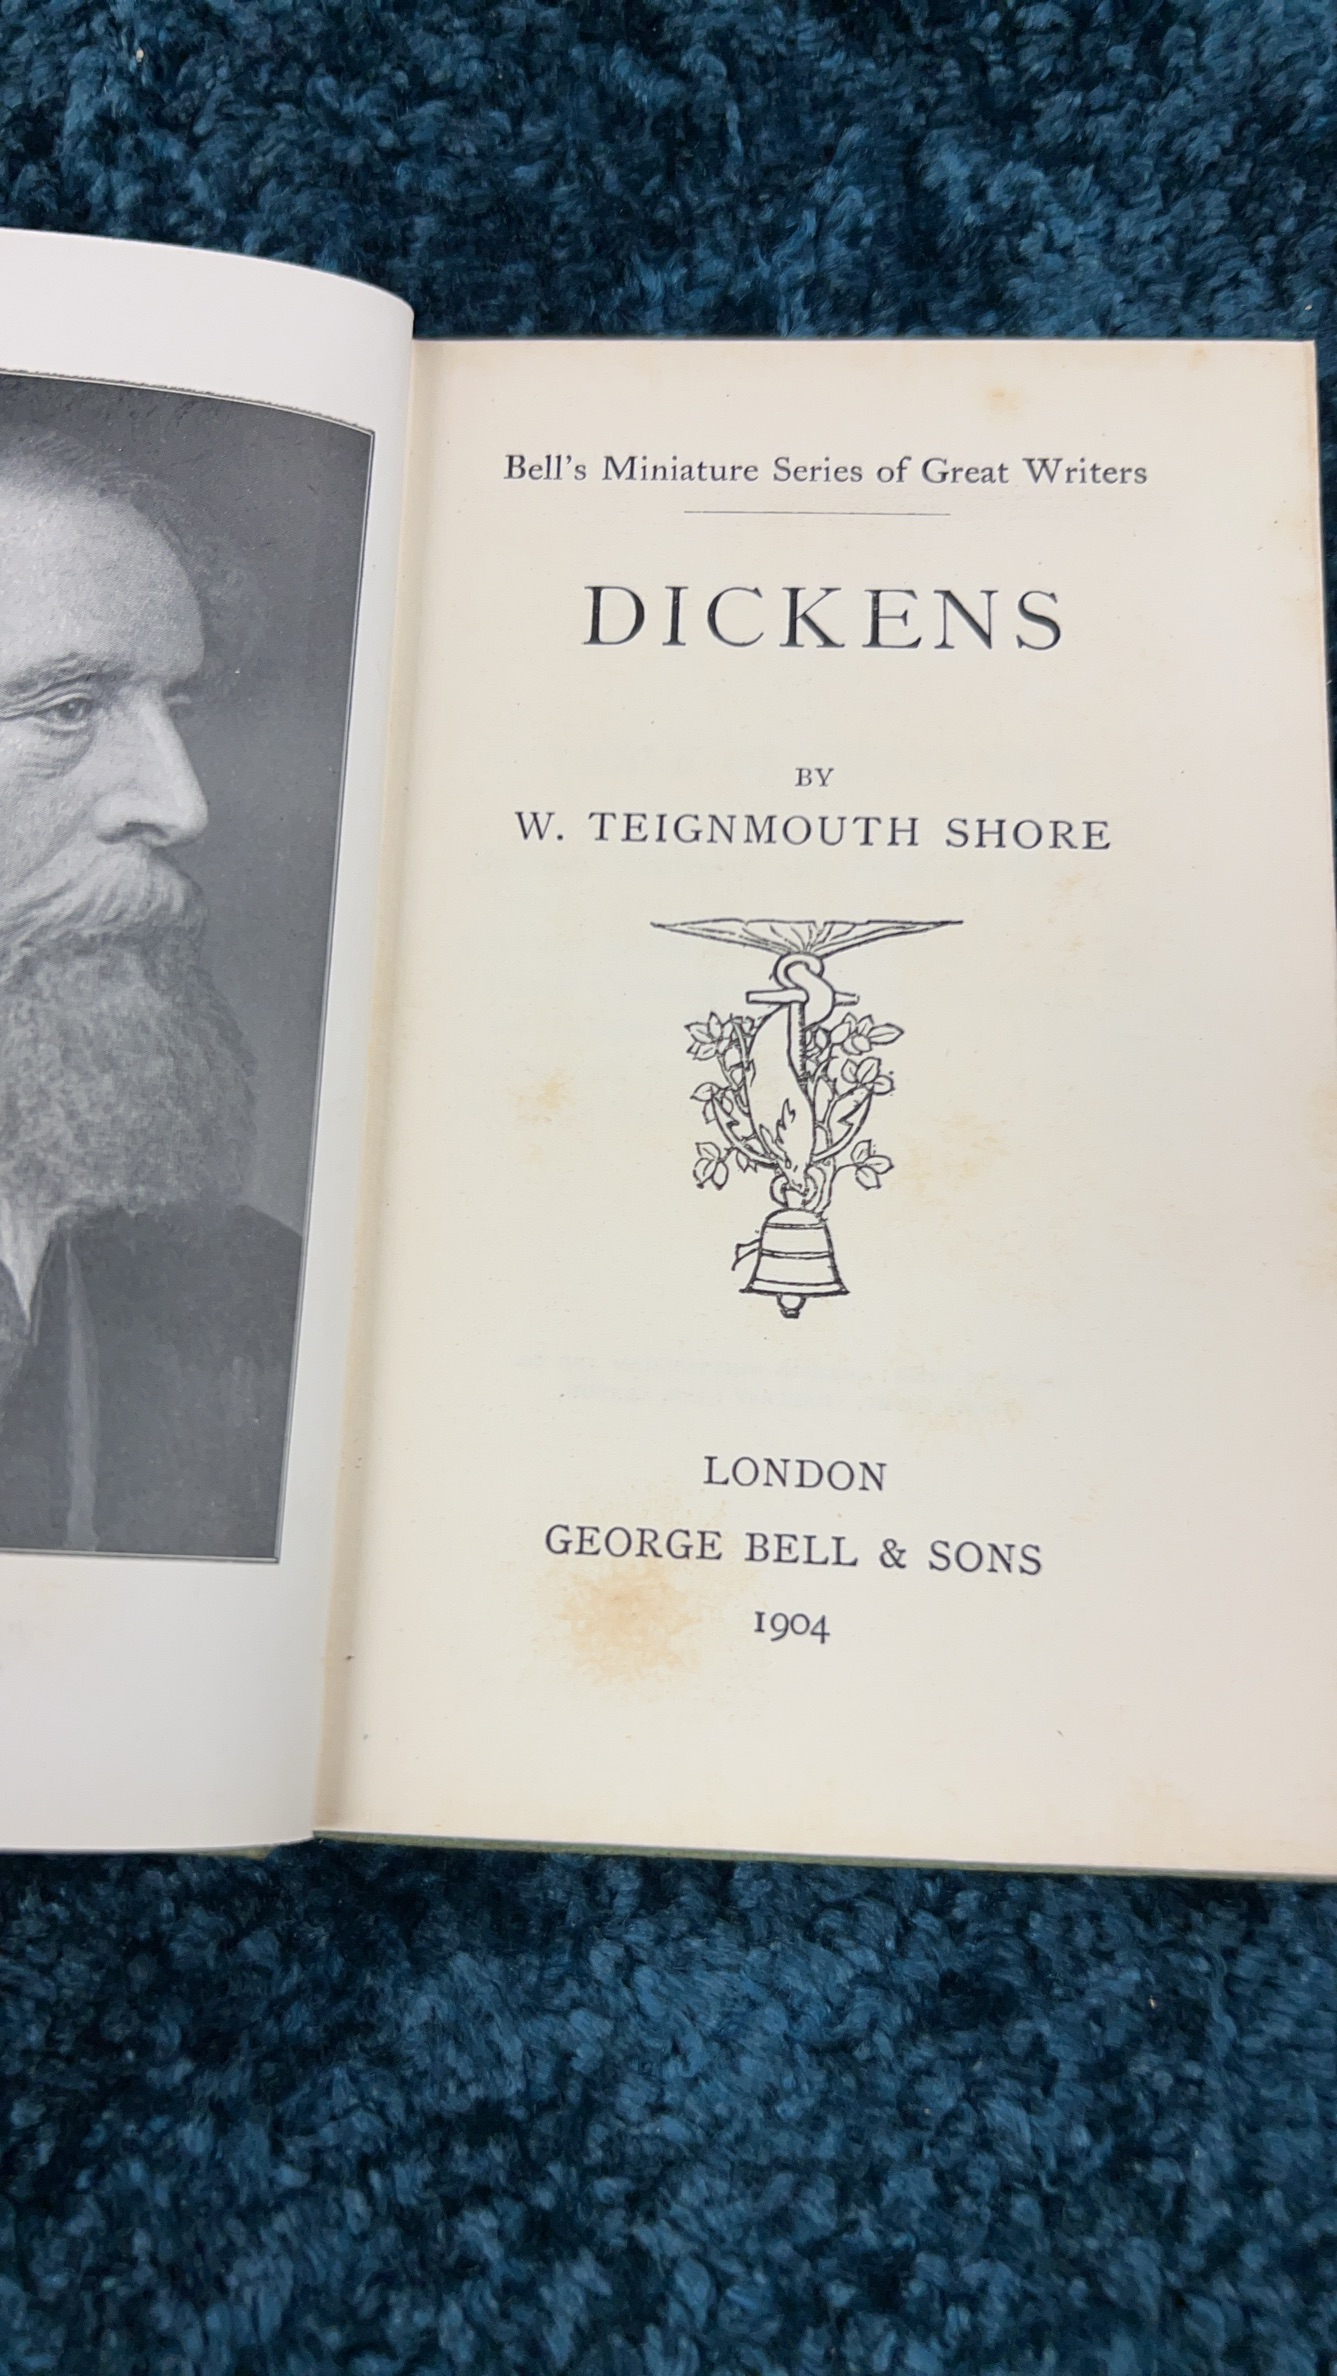 Bell's Miniature Series of Great Writers
DICKENS
BY
W. TEIGNMOUTH SHORE
LONDON
GEORGE BELL & SONS
1904